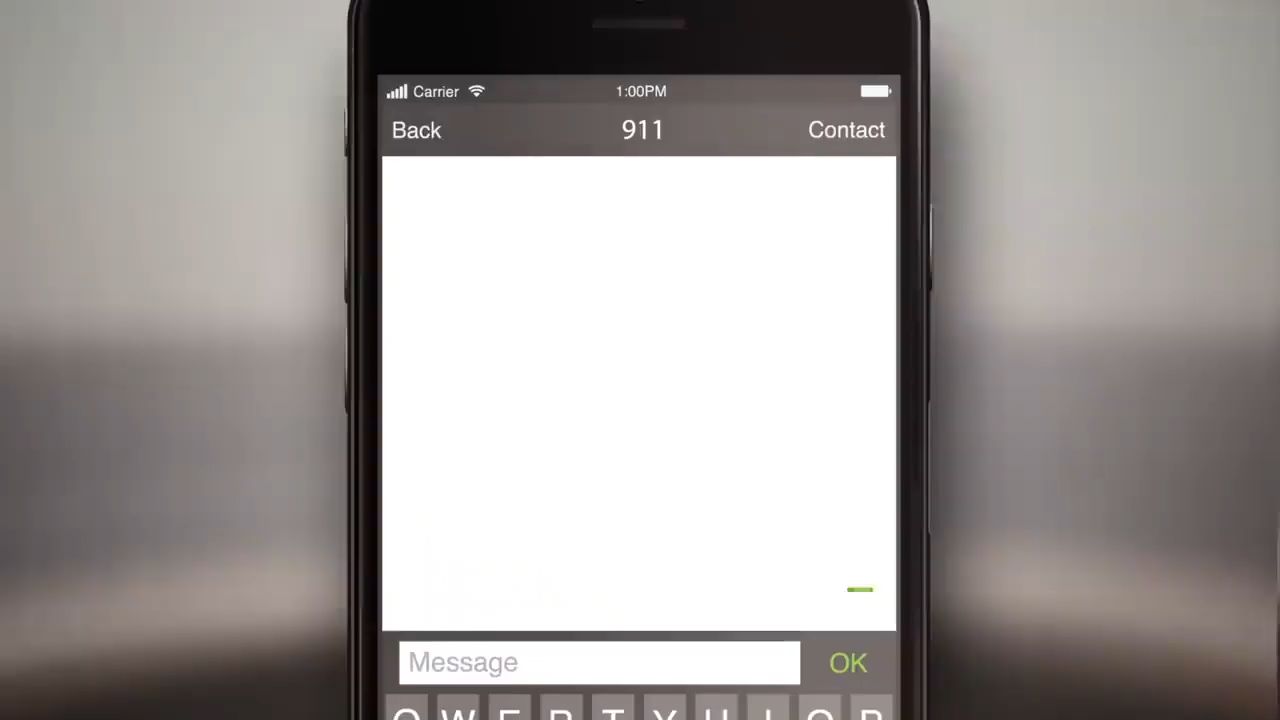 Carrier 1:00PM
Back 911 Contact
Message OK
Q W E R T Y U I O P